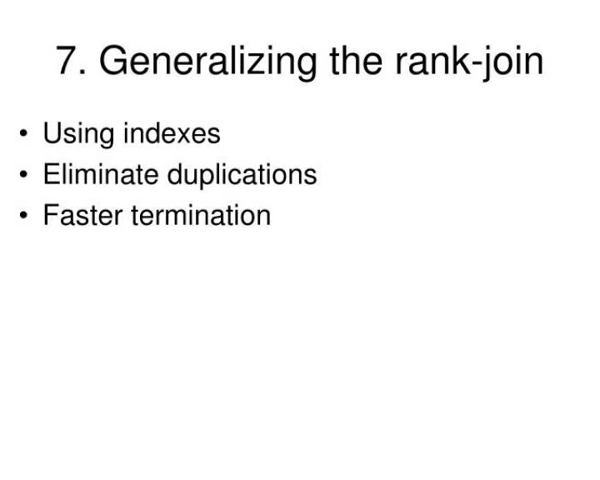 7. Generalizing the rank-join
• Using indexes
• Eliminate duplications
• Faster termination